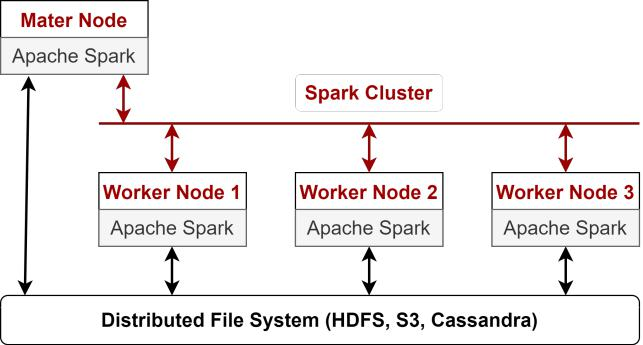 Mater Node
Apache Spark
Spark Cluster
Worker Node 1
Apache Spark
Worker Node 2
Apache Spark
Worker Node 3
Apache Spark
Distributed File System (HDFS, S3, Cassandra)